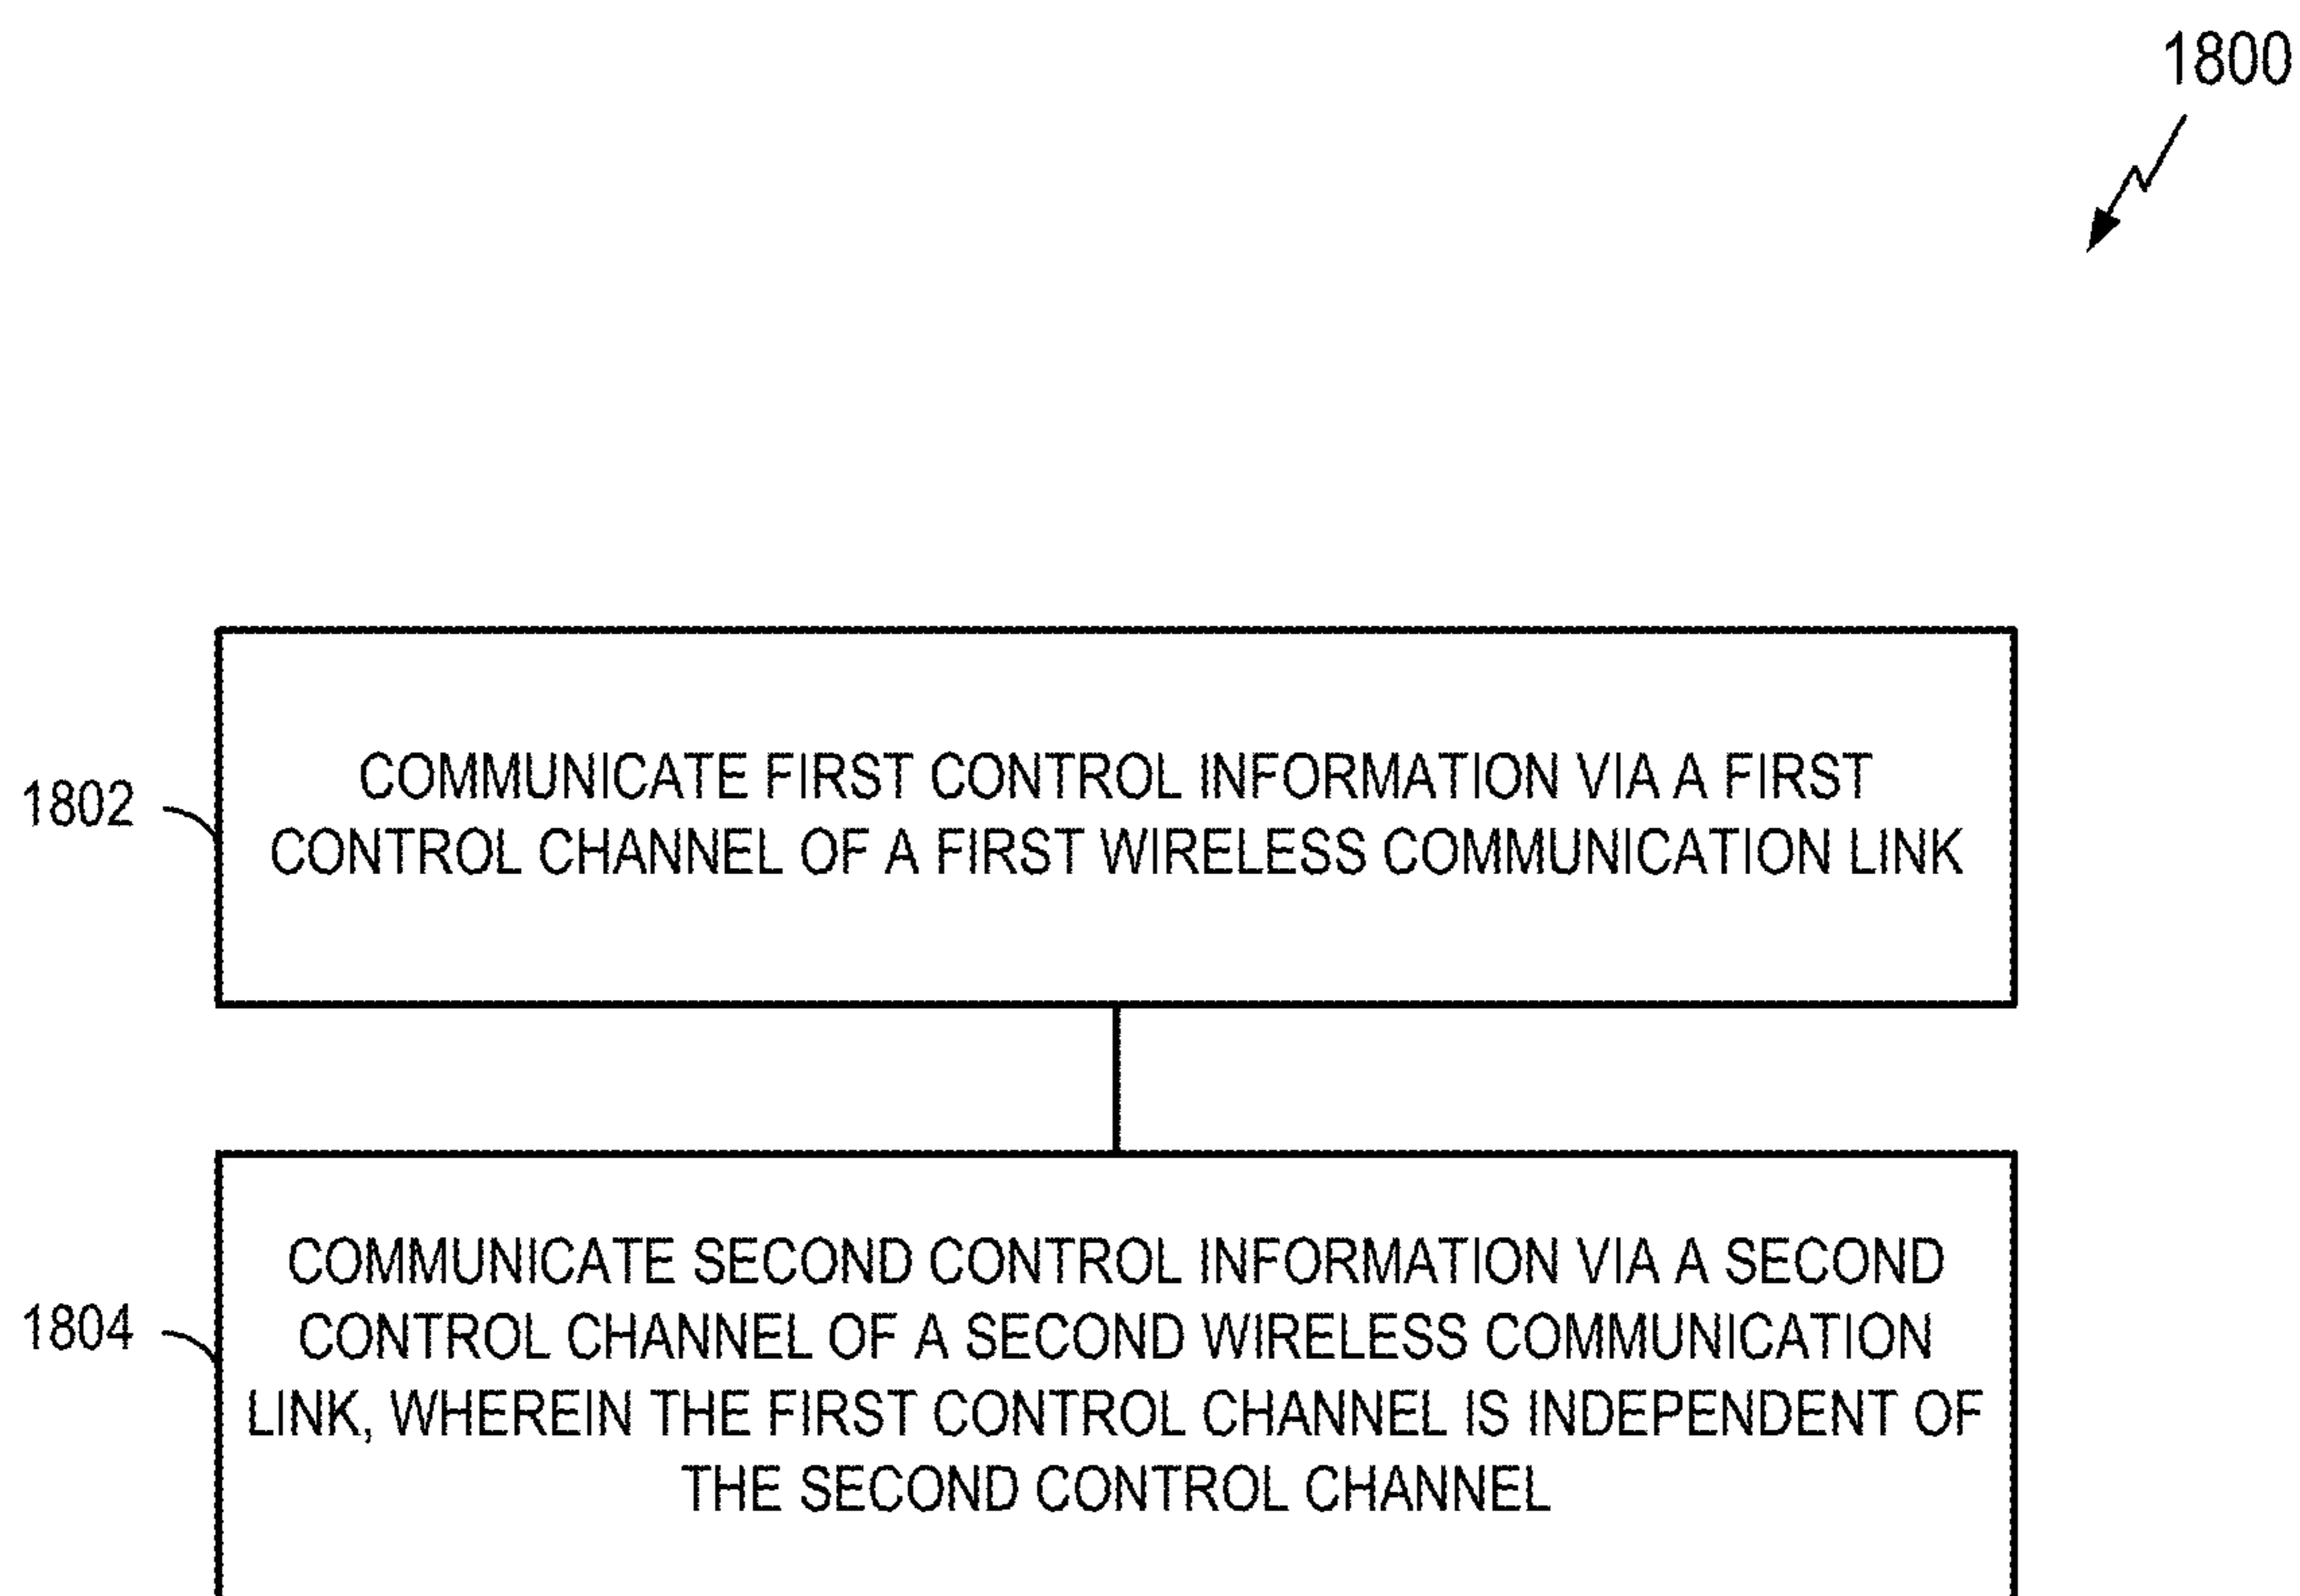 1800
1802
COMMUNICATE FIRST CONTROL INFORMATION VIA A FIRST
CONTROL CHANNEL OF A FIRST WIRELESS COMMUNICATION LINK
1804
COMMUNICATE SECOND CONTROL INFORMATION VIA A SECOND
CONTROL CHANNEL OF A SECOND WIRELESS COMMUNICATION
LINK, WHEREIN THE FIRST CONTROL CHANNEL IS INDEPENDENT OF
THE SECOND CONTROL CHANNEL